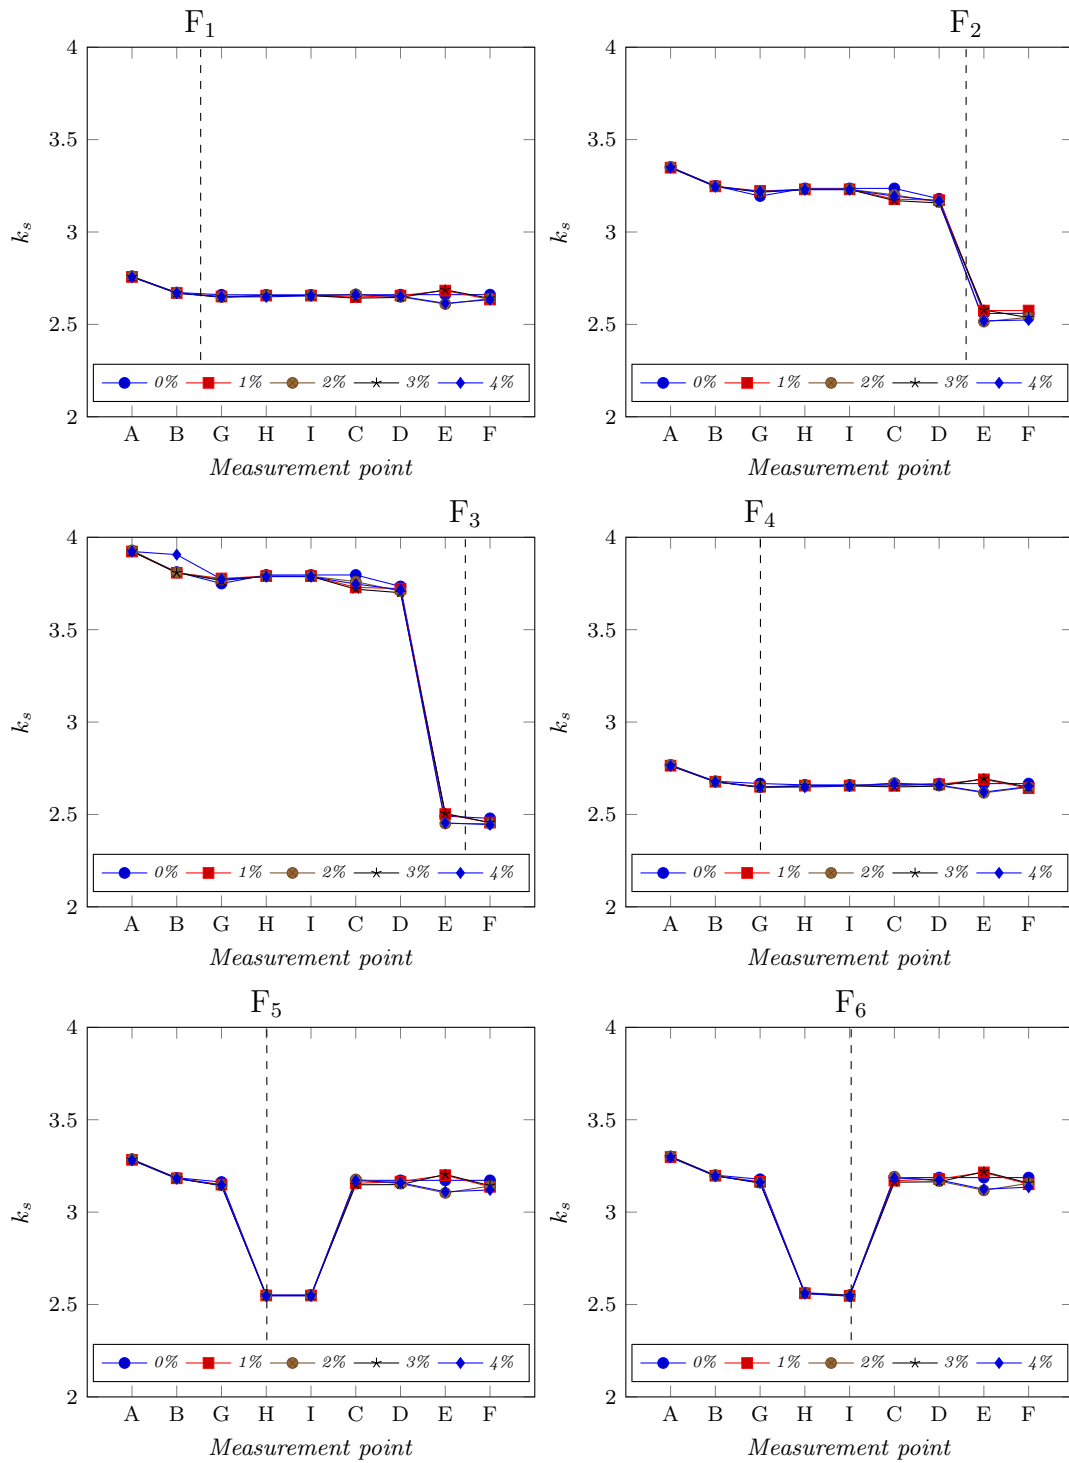 F₁
4
3.5
3
2.5
2
kₛ
0% 1% 2% 3% 4%
A B G H I C D E F
Measurement point
F₂
4
3.5
3
2.5
2
kₛ
0% 1% 2% 3% 4%
A B G H I C D E F
Measurement point
F₃
4
3.5
3
2.5
2
kₛ
0% 1% 2% 3% 4%
A B G H I C D E F
Measurement point
F₄
4
3.5
3
2.5
2
kₛ
0% 1% 2% 3% 4%
A B G H I C D E F
Measurement point
F₅
4
3.5
3
2.5
2
kₛ
0% 1% 2% 3% 4%
A B G H I C D E F
Measurement point
F₆
4
3.5
3
2.5
2
kₛ
0% 1% 2% 3% 4%
A B G H I C D E F
Measurement point